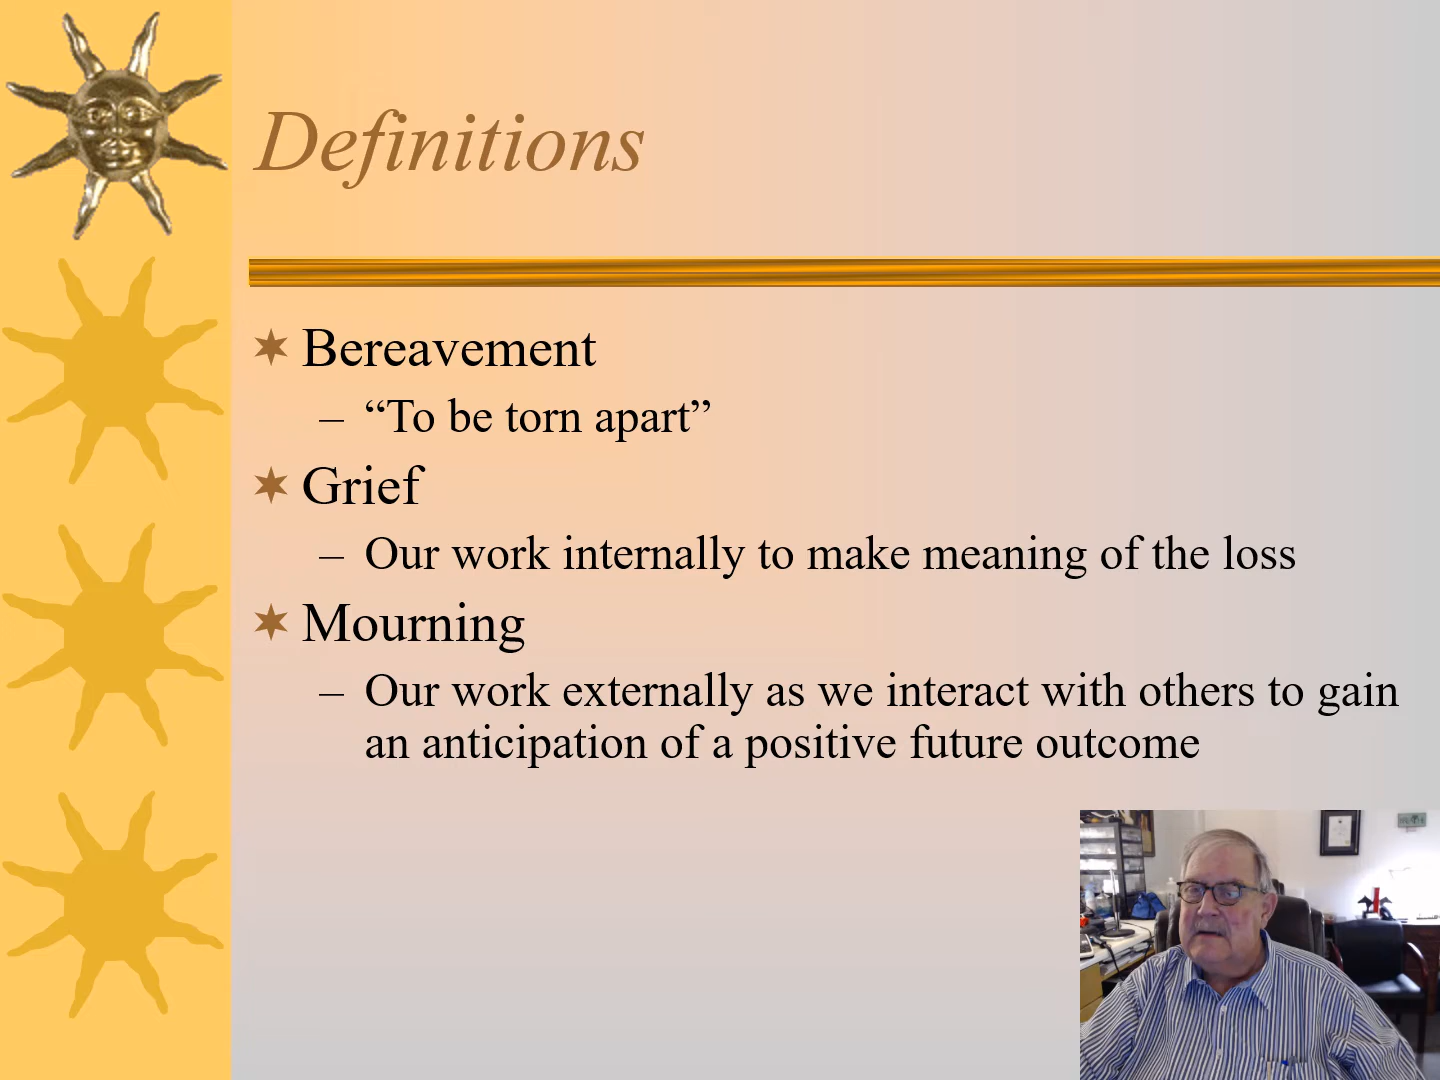 Definitions
Bereavement
– “To be torn apart”
Grief
– Our work internally to make meaning of the loss
Mourning
– Our work externally as we interact with others to gain
an anticipation of a positive future outcome